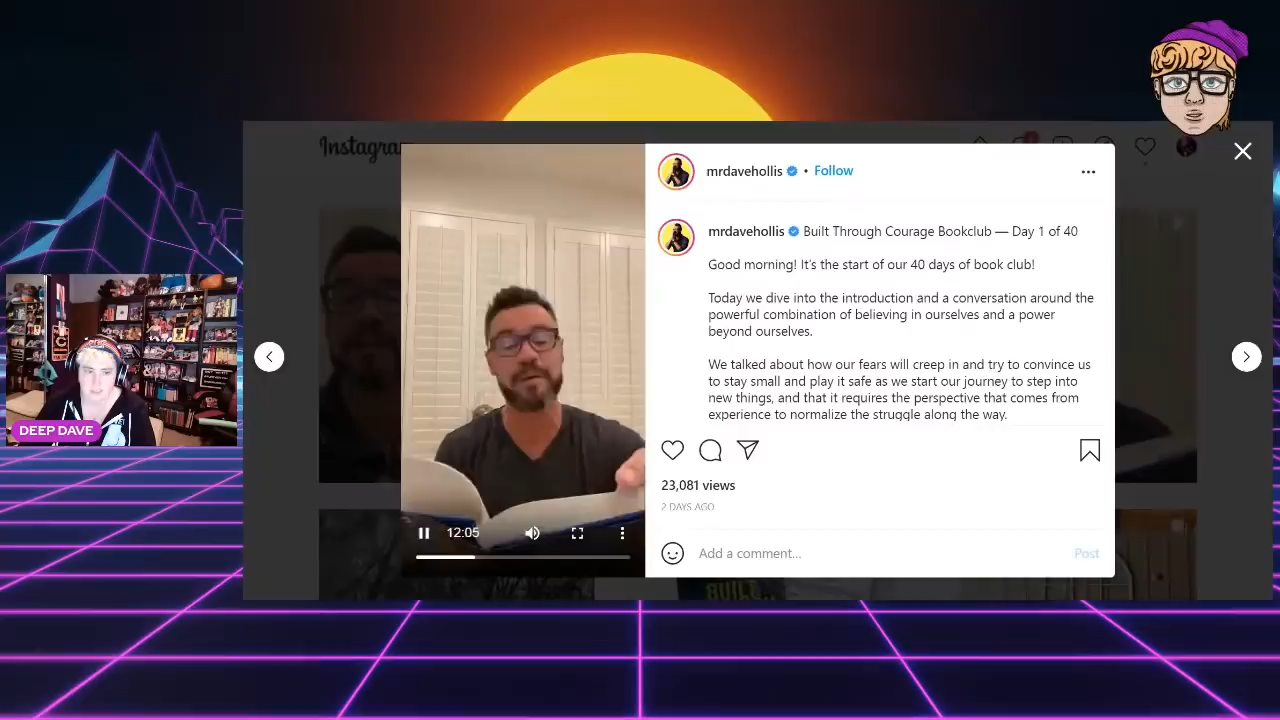 Instagra
mrdavehollis • Follow
mrdavehollis Built Through Courage Bookclub — Day 1 of 40
Good morning! It's the start of our 40 days of book club!
Today we dive into the introduction and a conversation around the
powerful combination of believing in ourselves and a power
beyond ourselves.
We talked about how our fears will creep in and try to convince us
to stay small and play it safe as we start our journey to step into
new things, and that it requires the perspective that comes from
experience to normalize the struggle along the way.
DEEP DAVE
23,081 views
2 DAYS AGO
12:05
Add a comment... Post
BUILT